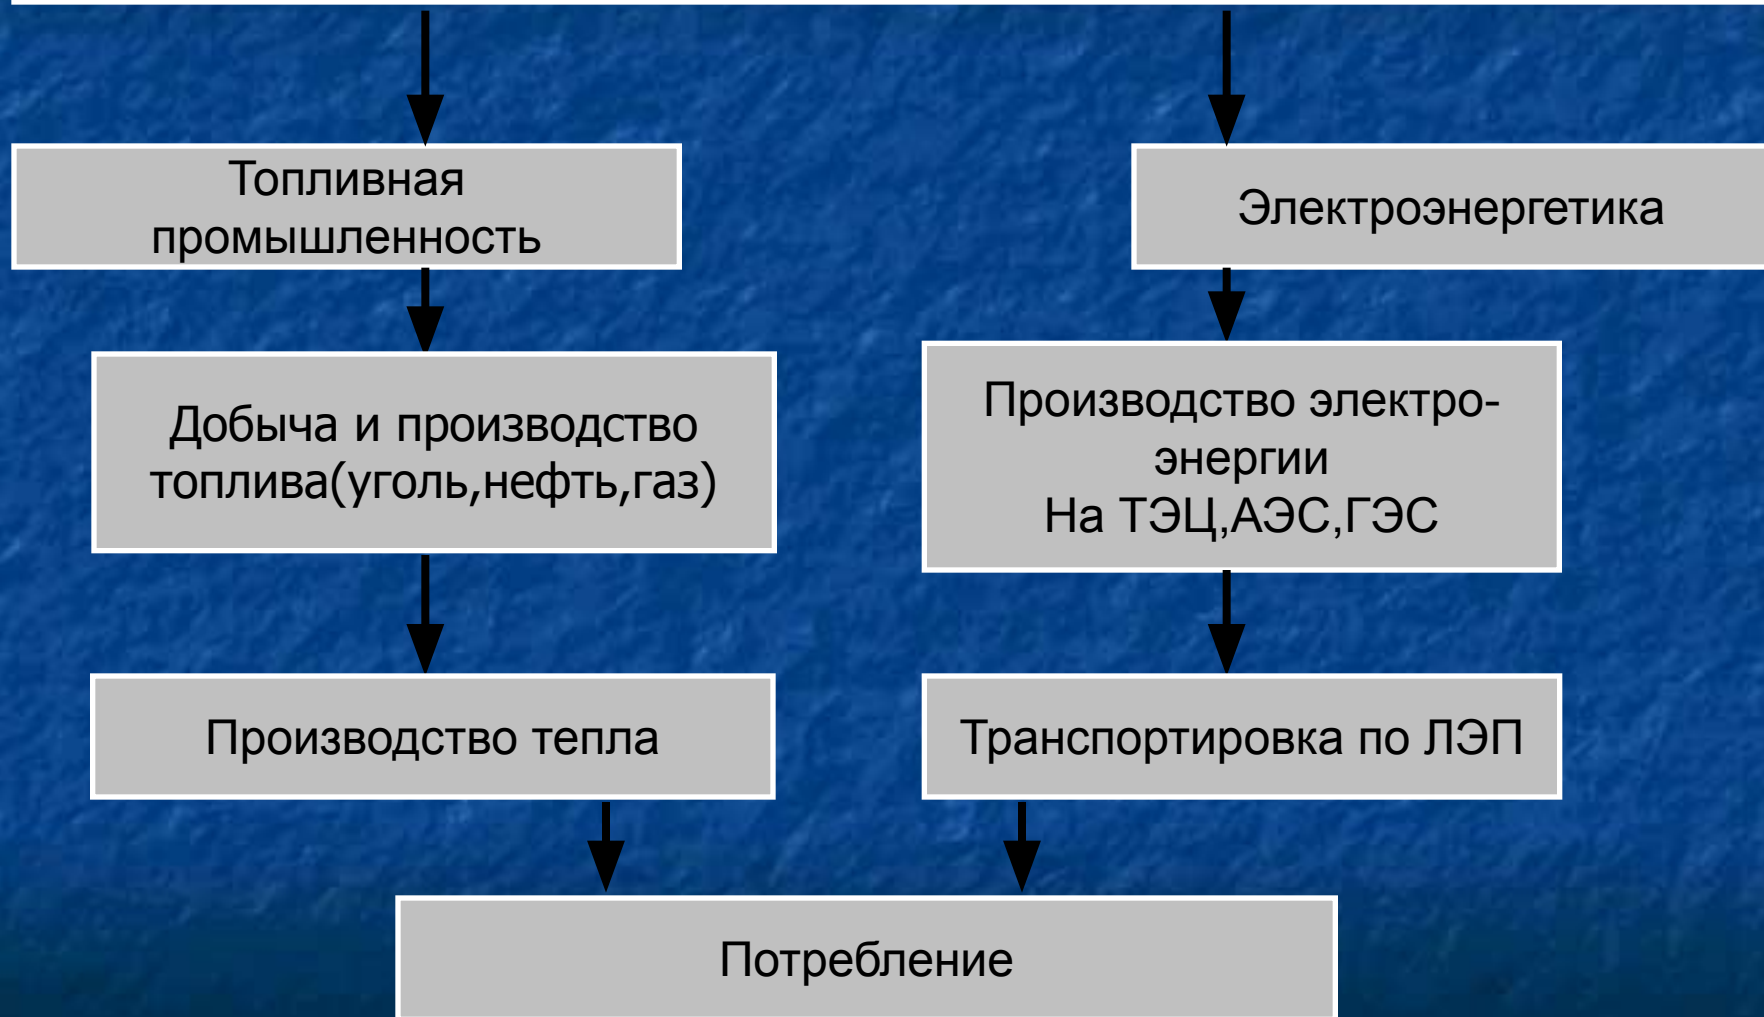 Топливная
промышленность
Электроэнергетика
Добыча и производство
топлива(уголь,нефть,газ)
Производство электро-
энергии
На ТЭЦ,АЭС,ГЭС
Производство тепла
Транспортировка по ЛЭП
Потребление